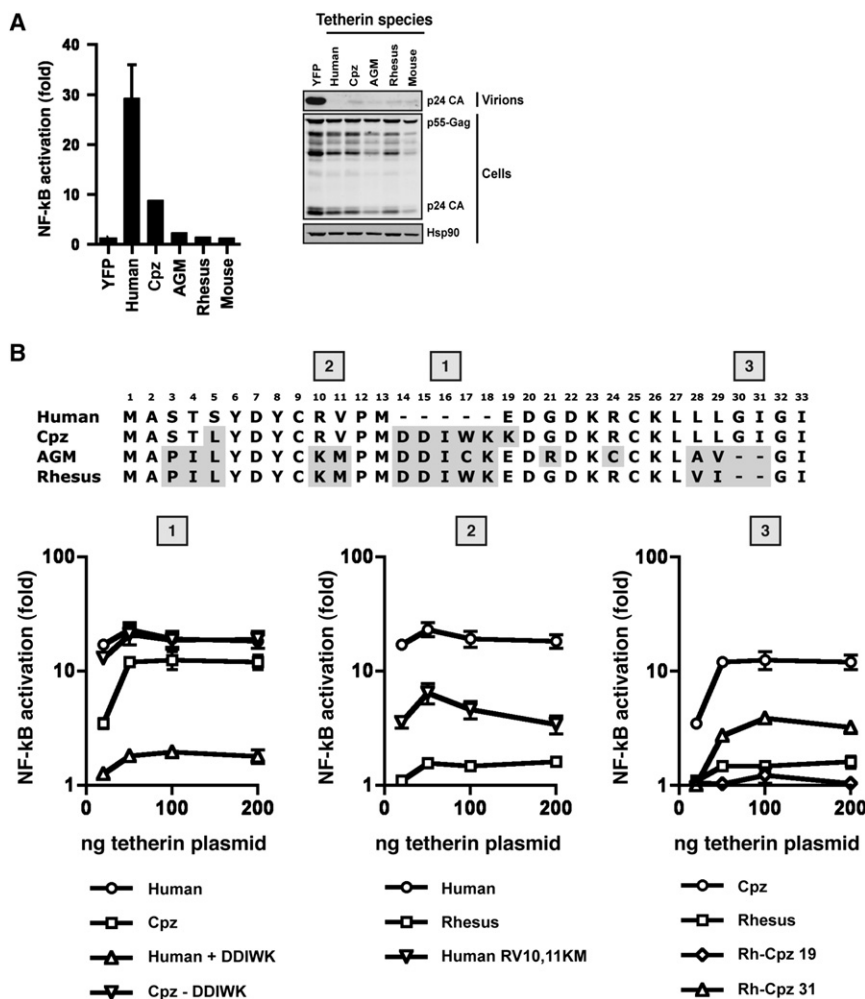 A
NF-kB activation (fold)
40
30
20
10
0
YFP
Human
Cpz
AGM
Rhesus
Mouse
Tetherin species
YFP
Human
Cpz
AGM
Rhesus
Mouse
p24 CA
Virions
p55-Gag
Cells
p24 CA
Hsp90
B
2
1
3
1 2 3 4 5 6 7 8 9 10 11 12 13 14 15 16 17 18 19 20 21 22 23 24 25 26 27 28 29 30 31 32 33
Human M A S T S Y D Y C R V P M - - - - - E D G D K R C K L L L G I G I
Cpz M A S T L Y D Y C R V P M D D I W K K D G D K R C K L L L G I G I
AGM M A P I L Y D Y C K M P M D D I C K E D R D K C C K L A V - - G I
Rhesus M A P I L Y D Y C K M P M D D I W K E D G D K R C K L V I - - G I
1
NF-kB activation (fold)
100
10
1
0 100 200
ng tetherin plasmid
Human
Cpz
Human + DDIWK
Cpz - DDIWK
2
NF-kB activation (fold)
100
10
1
0 100 200
ng tetherin plasmid
Human
Rhesus
Human RV10,11KM
3
NF-kB activation (fold)
100
10
1
0 100 200
ng tetherin plasmid
Cpz
Rhesus
Rh-Cpz 19
Rh-Cpz 31